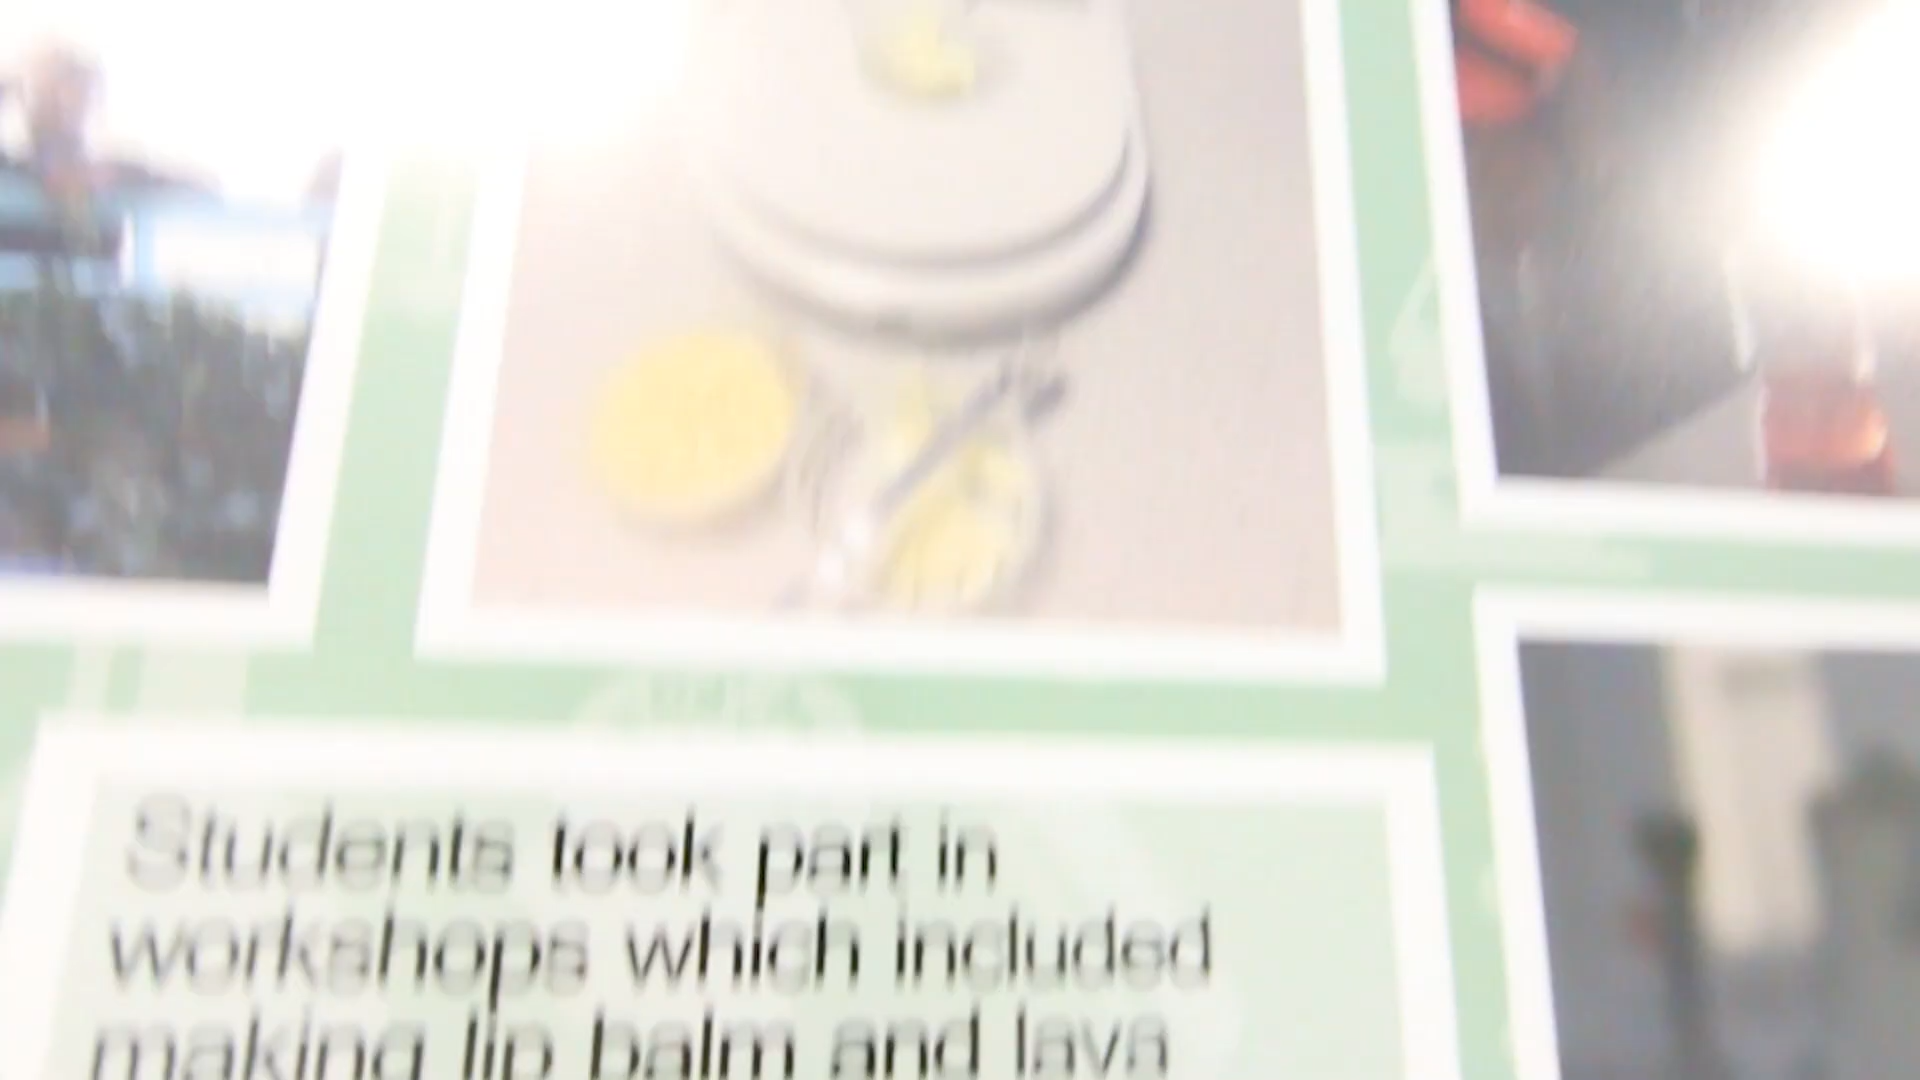 Students took part in
workshops which included
making lip balm and lava